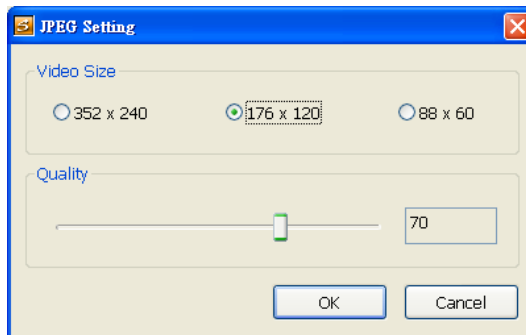 JPEG Setting
Video Size
352 x 240
176 x 120
88 x 60
Quality
70
OK
Cancel